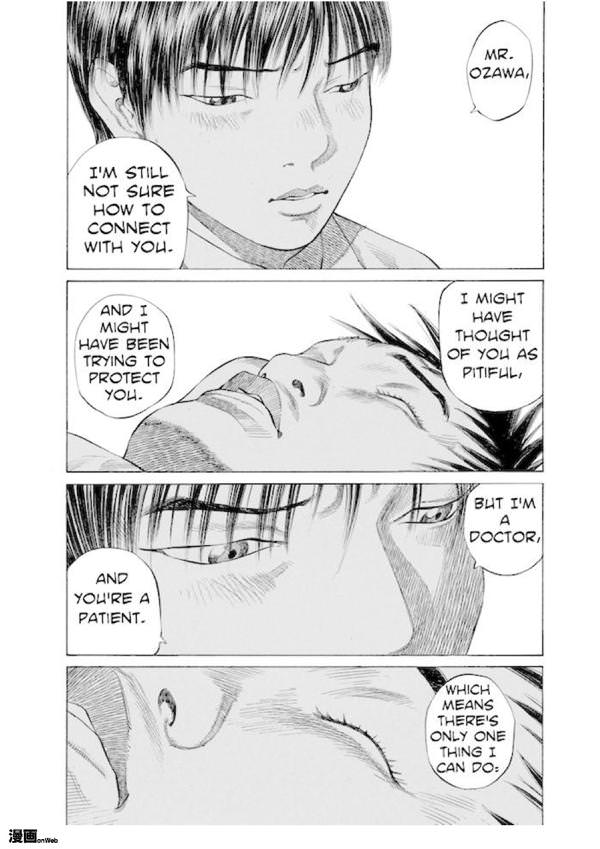 MR.
OZAWA,
I'M STILL
NOT SURE
HOW TO
CONNECT
WITH YOU.
I MIGHT
HAVE
THOUGHT
OF YOU AS
PITIFUL,
AND I
MIGHT
HAVE BEEN
TRYING TO
PROTECT
YOU.
BUT I'M
A
DOCTOR,
AND
YOU'RE A
PATIENT.
WHICH
MEANS
THERE'S
ONLY ONE
THING I
CAN DO:
漫画onWeb